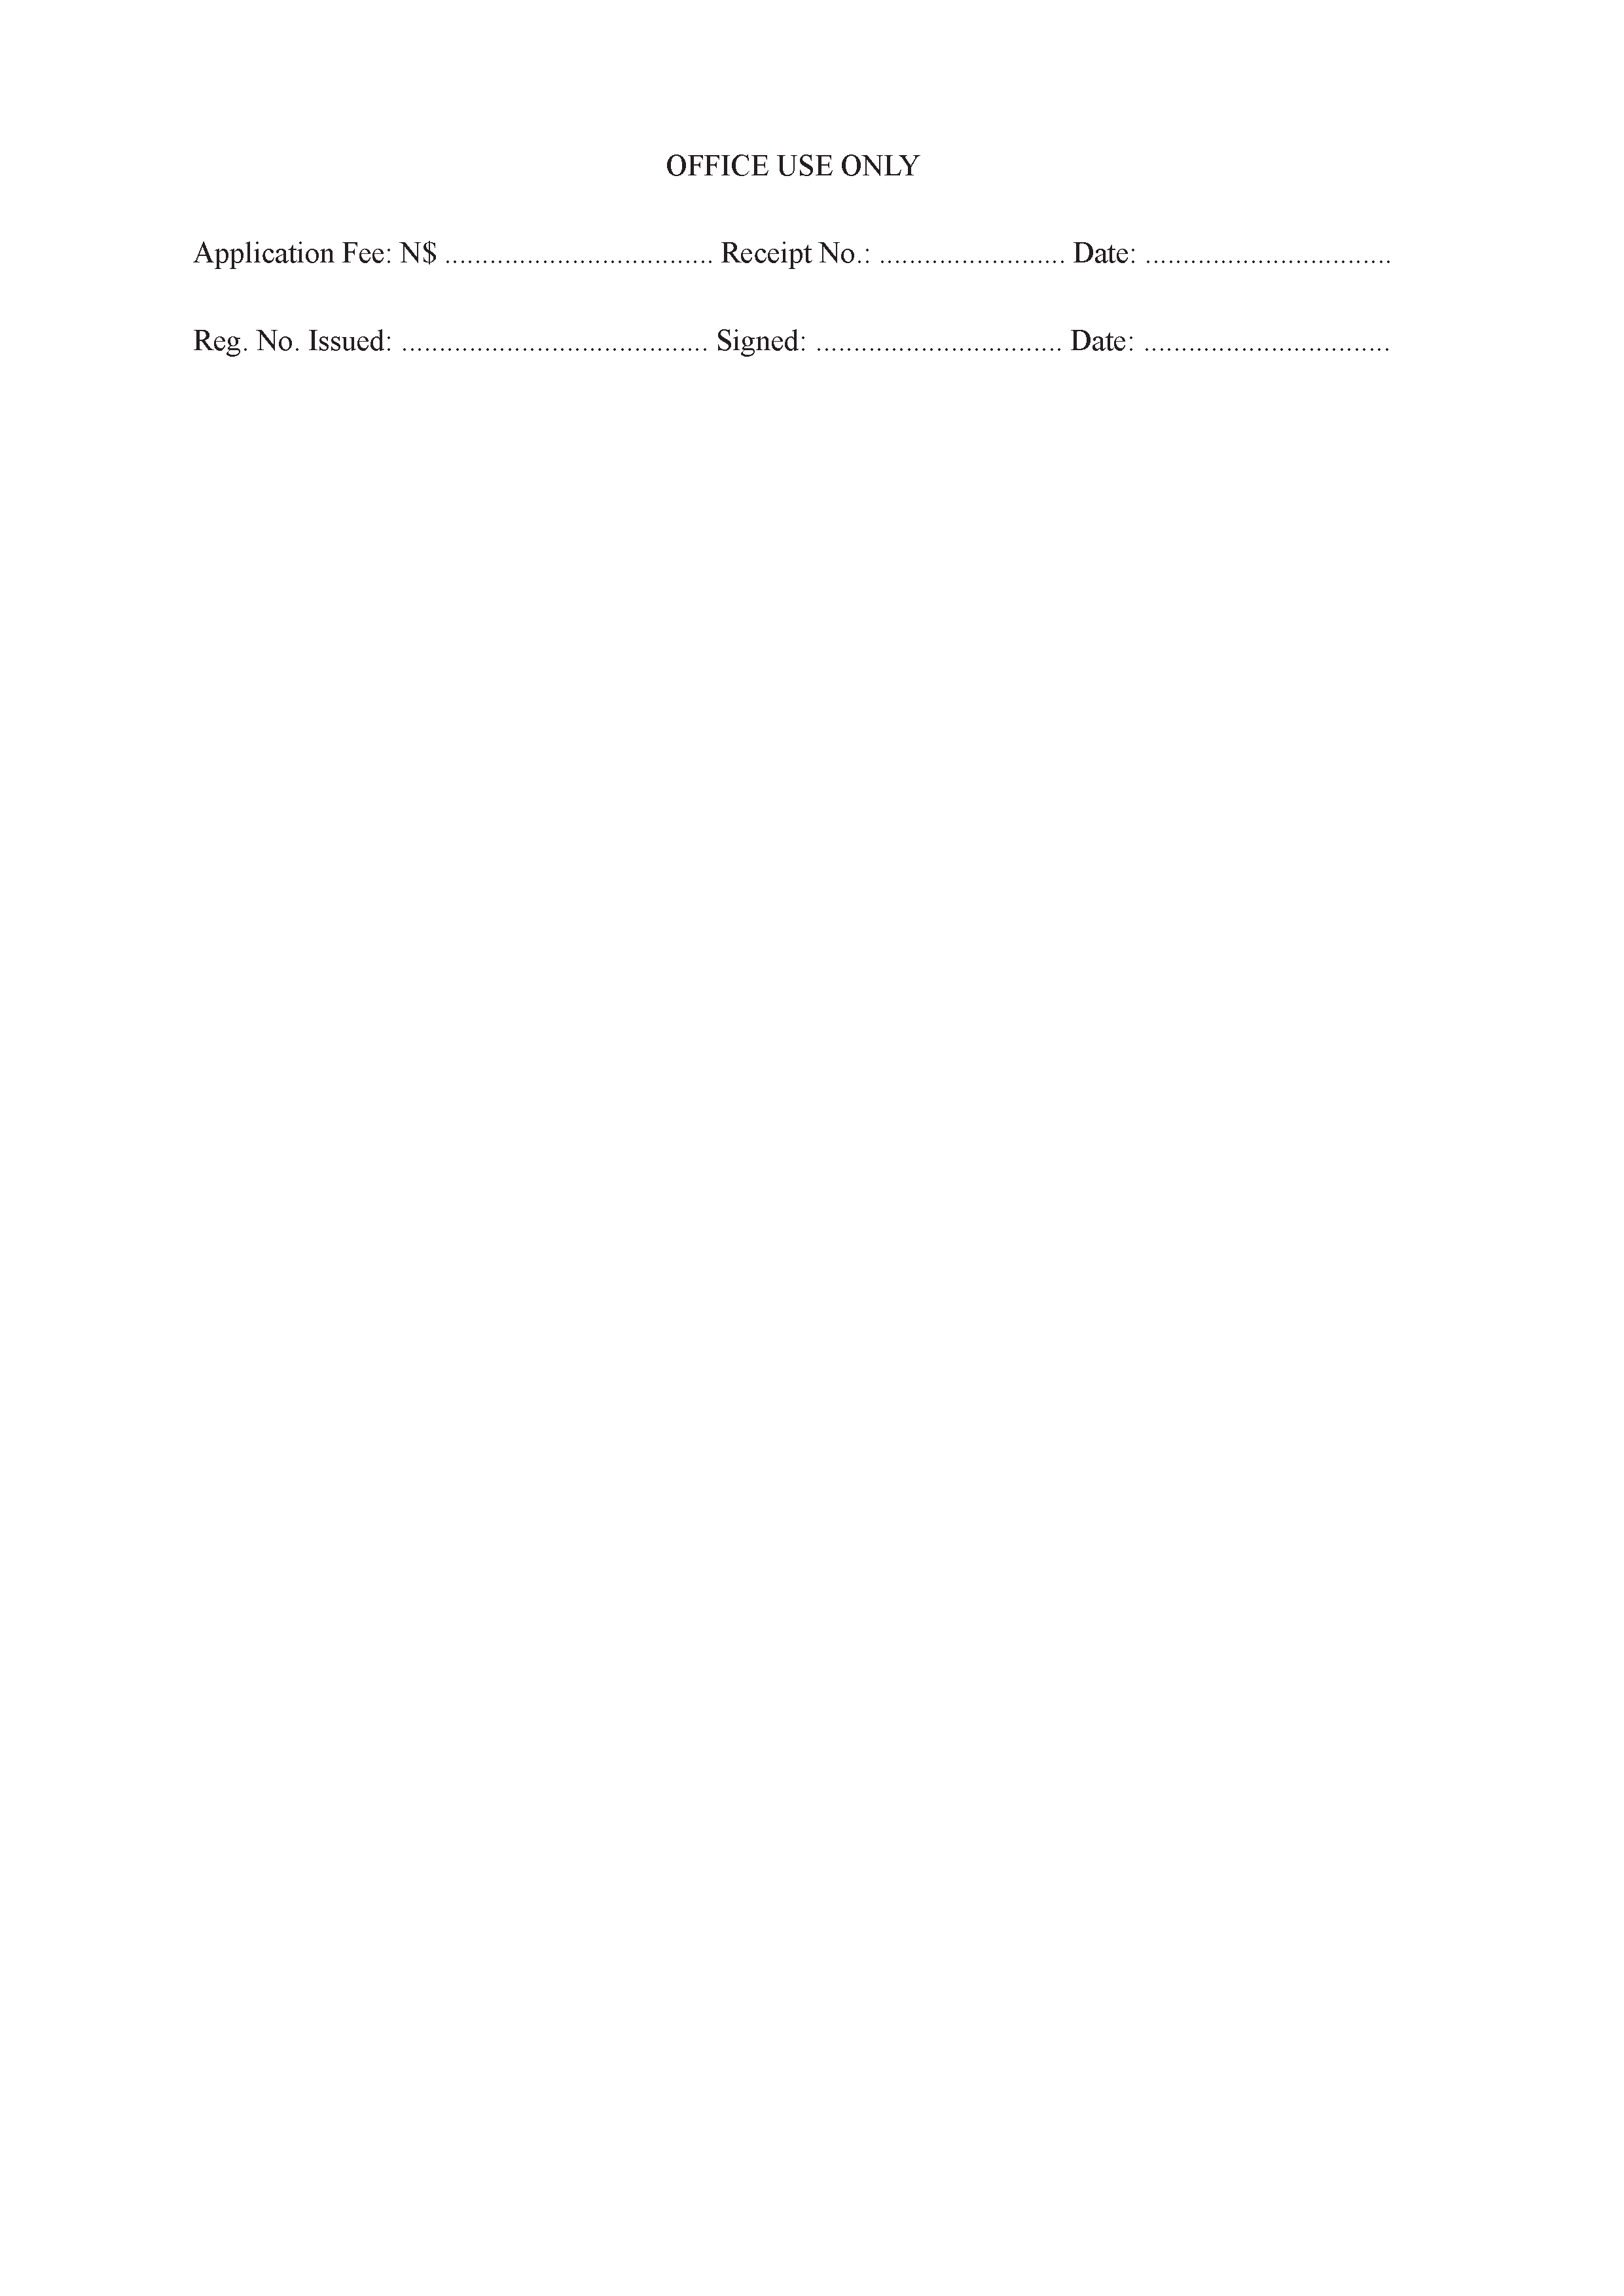 OFFICE USE ONLY
Application Fee: N$ .................................... Receipt No.: ......................... Date: .................................
Reg. No. Issued: ......................................... Signed: ................................. Date: .................................